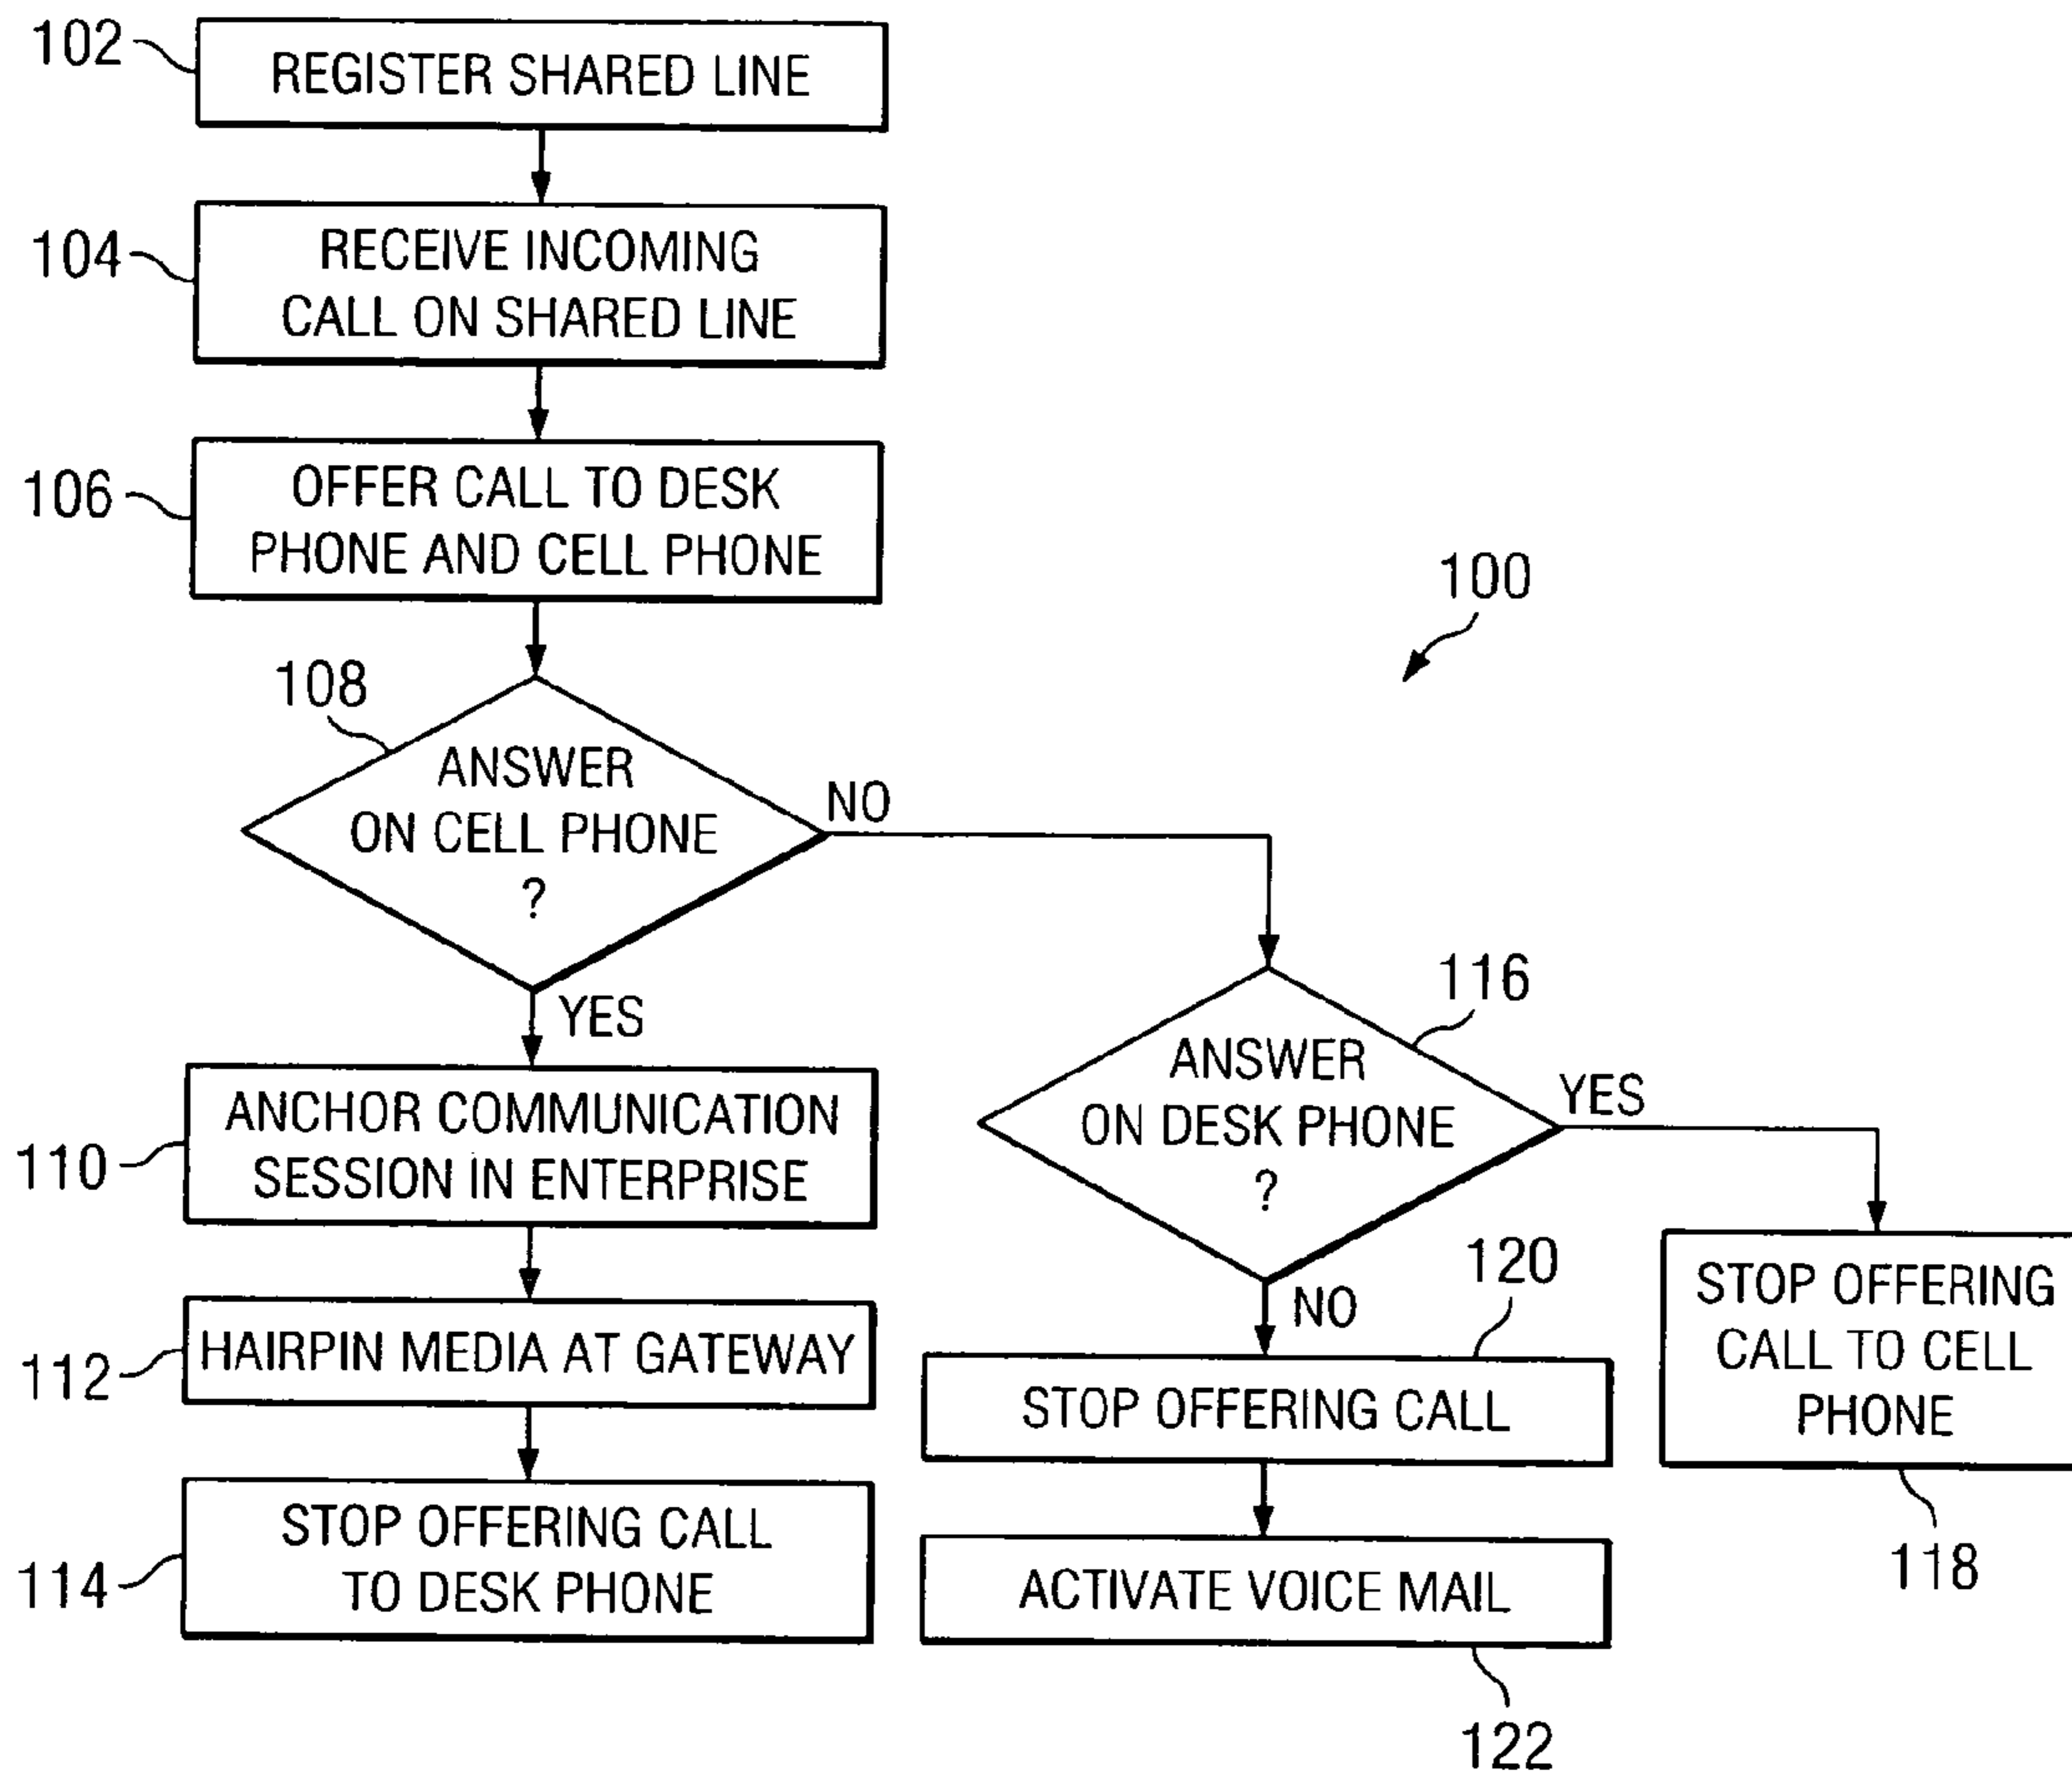 102
REGISTER SHARED LINE
104
RECEIVE INCOMING
CALL ON SHARED LINE
106
OFFER CALL TO DESK
PHONE AND CELL PHONE
100
108
ANSWER
ON CELL PHONE
?
NO
YES
110
ANCHOR COMMUNICATION
SESSION IN ENTERPRISE
112
HAIRPIN MEDIA AT GATEWAY
114
STOP OFFERING CALL
TO DESK PHONE
116
ANSWER
ON DESK PHONE
?
YES
NO
118
STOP OFFERING
CALL TO CELL
PHONE
120
STOP OFFERING CALL
ACTIVATE VOICE MAIL
122